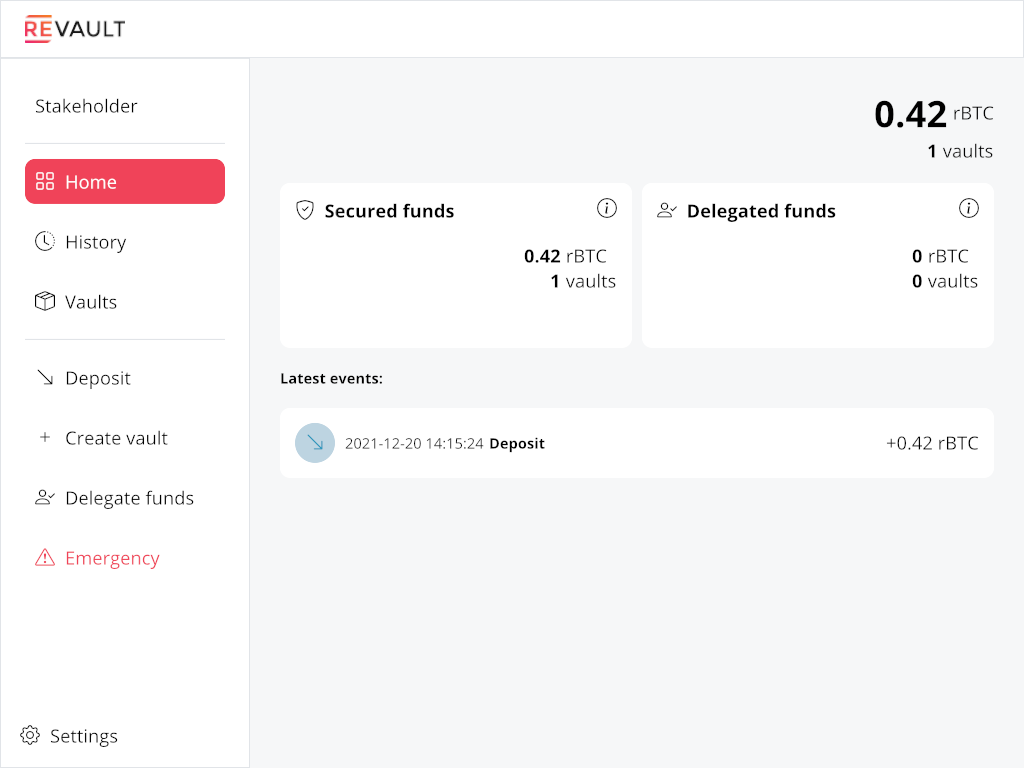 REVAULT
Stakeholder
Home
History
Vaults
Deposit
+ Create vault
Delegate funds
Emergency
Settings
0.42 rBTC
1 vaults
Secured funds
0.42 rBTC
1 vaults
Delegated funds
0 rBTC
0 vaults
Latest events:
2021-12-20 14:15:24 Deposit +0.42 rBTC